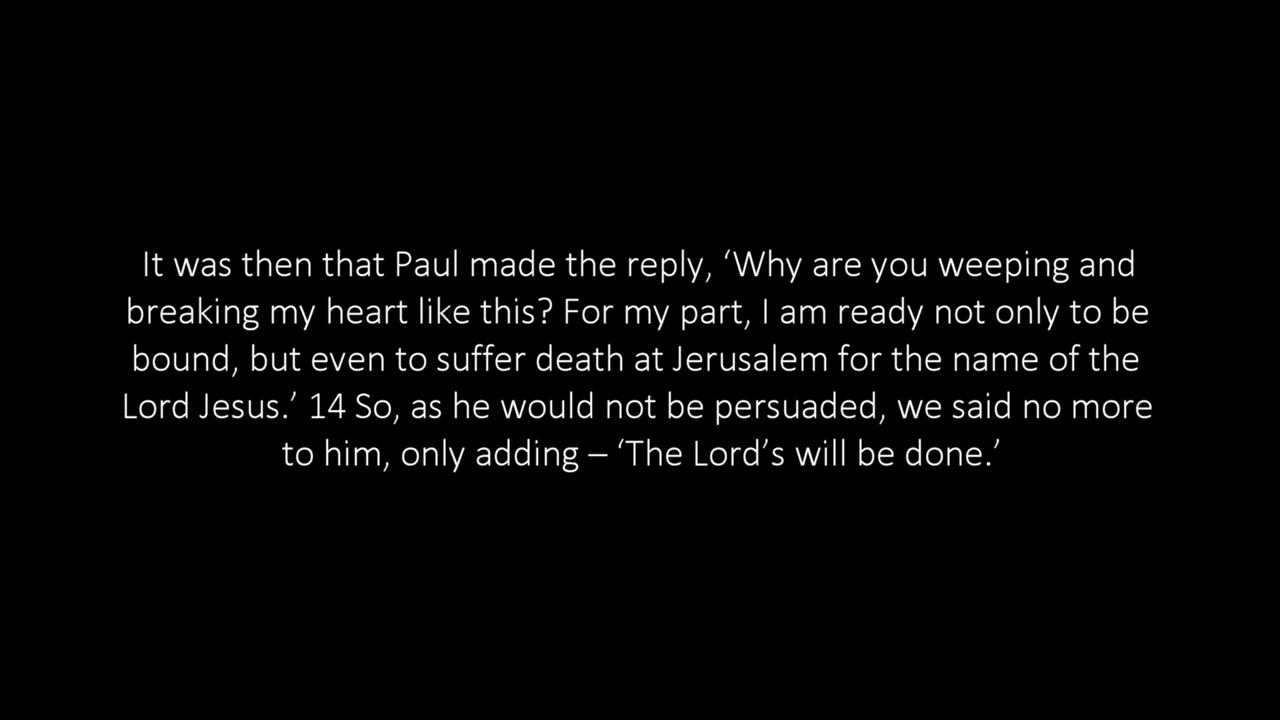 It was then that Paul made the reply, ‘Why are you weeping and
breaking my heart like this? For my part, I am ready not only to be
bound, but even to suffer death at Jerusalem for the name of the
Lord Jesus.’ 14 So, as he would not be persuaded, we said no more
to him, only adding – ‘The Lord’s will be done.’